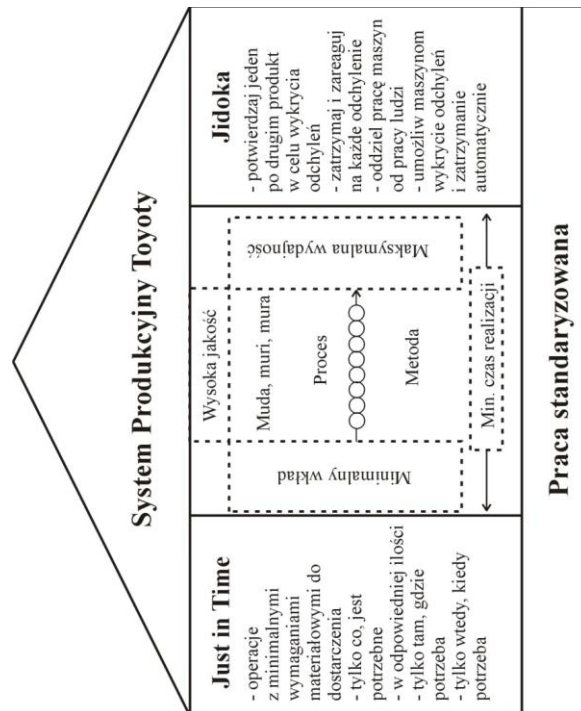 System Produkcyjny Toyoty
Just in Time
- operacje
z minimalnymi
wymaganiami
materiałowymi do
dostarczenia
- tylko co, jest
potrzebne
- w odpowiedniej ilości
- tylko tam, gdzie
potrzeba
- tylko wtedy, kiedy
potrzeba
Wysoka jakość
Muda, muri, mura
Minimalny wkład
Proces
Maksymalna wydajność
Metoda
Min. czas realizacji
Jidoka
- potwierdzaj jeden
po drugim produkt
w celu wykrycia
odchyleń
- zatrzymaj i zareaguj
na każde odchylenie
- oddziel pracę maszyn
od pracy ludzi
- umożliw maszynom
wykrycie odchyleń
i zatrzymanie
automatycznie
Praca standaryzowana